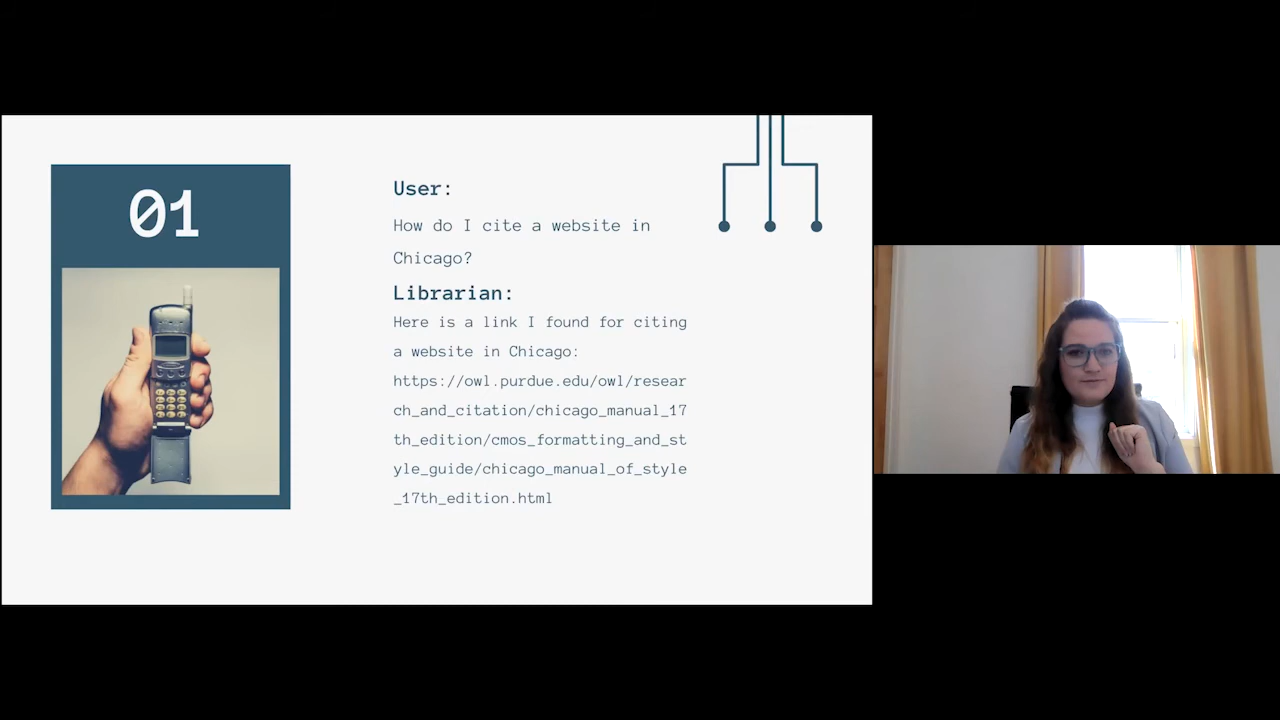 01
User:
How do I cite a website in
Chicago?
Librarian:
Here is a link I found for citing
a website in Chicago:
https://owl.purdue.edu/owl/resear
ch_and_citation/chicago_manual_17
th_edition/cmos_formatting_and_st
yle_guide/chicago_manual_of_style
_17th_edition.html